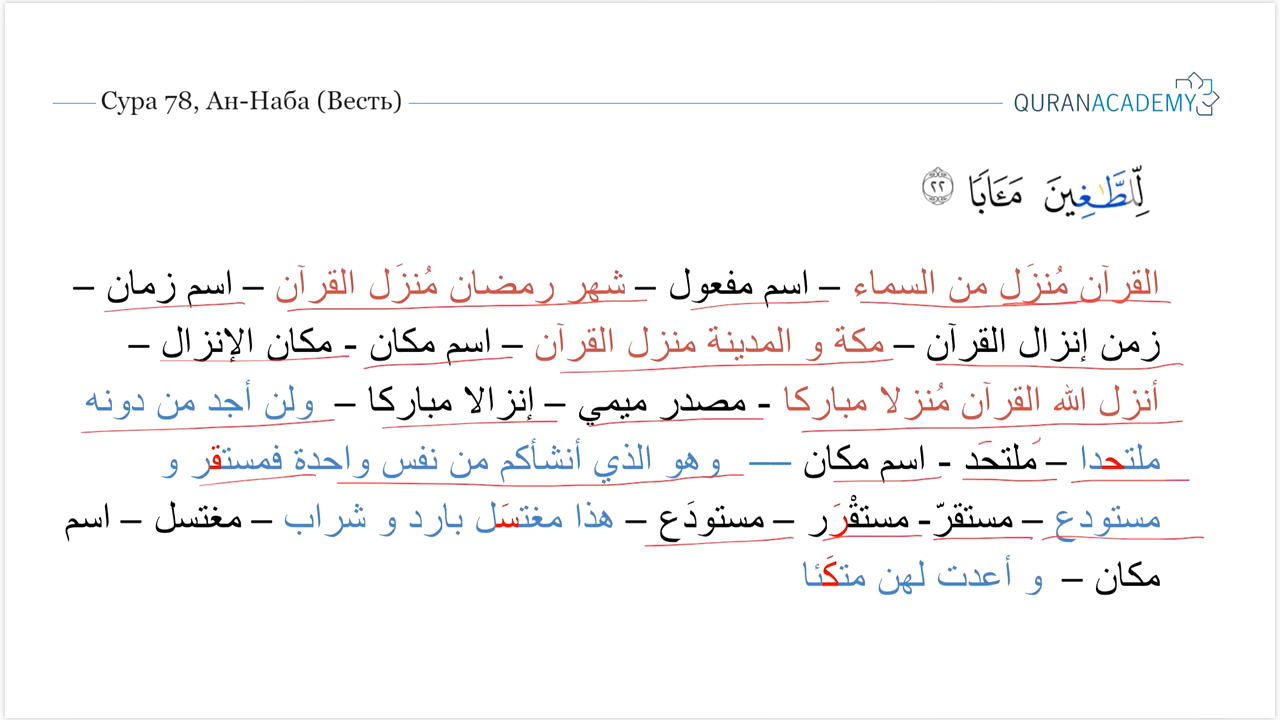 Сура 78, Ан-Наба (Весть)
QURANACADEMY
لِّلطَّٰغِينَ مَـَٔابًا ٢٢
القرآن مُنزَل من السماء – اسم مفعول – شهر رمضان مُنزَل القرآن – اسم زمان –
زمن إنزال القرآن – مكة و المدينة منزل القرآن – اسم مكان - مكان الإنزال –
أنزل الله القرآن مُنزلا مباركا - مصدر ميمي – إنزالا مباركا – ولن أجد من دونه
ملتحدا – مَلتحَد - اسم مكان — وهو الذي أنشأكم من نفس واحدة فمستقر و
مستودع – مستقرّ - مستقْرَر – مستودَع – هذا مغتسَل بارد و شراب – مغتسل – اسم
مكان – و أعدت لهن متكَئا